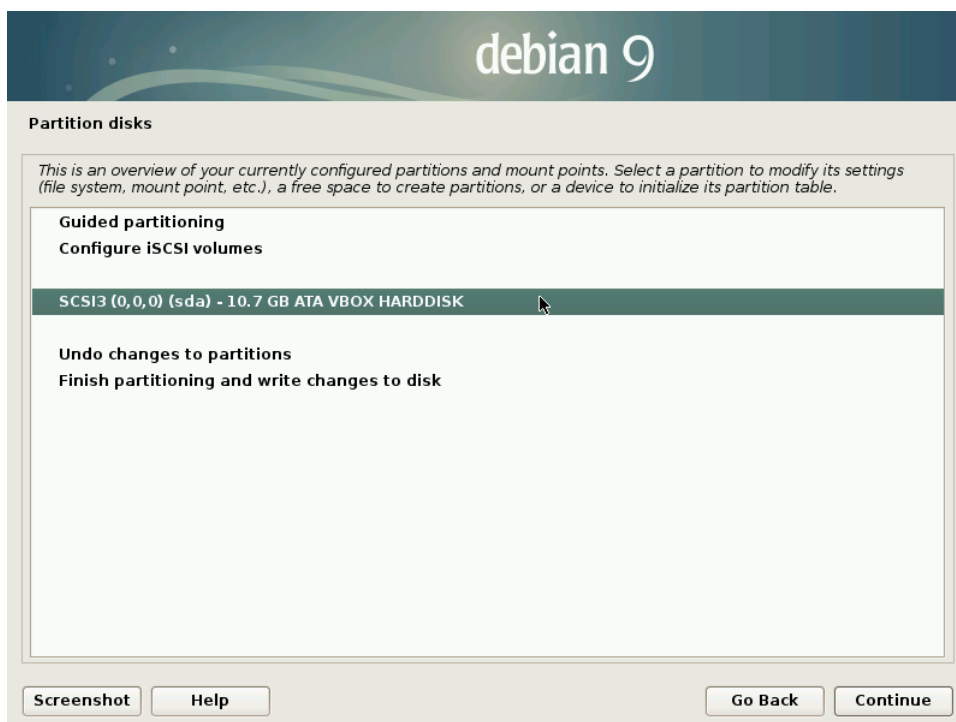 debian 9
Partition disks
This is an overview of your currently configured partitions and mount points. Select a partition to modify its settings
(file system, mount point, etc.), a free space to create partitions, or a device to initialize its partition table.
Guided partitioning
Configure iSCSI volumes
SCSI3 (0,0,0) (sda) - 10.7 GB ATA VBOX HARDDISK
Undo changes to partitions
Finish partitioning and write changes to disk
Screenshot Help Go Back Continue